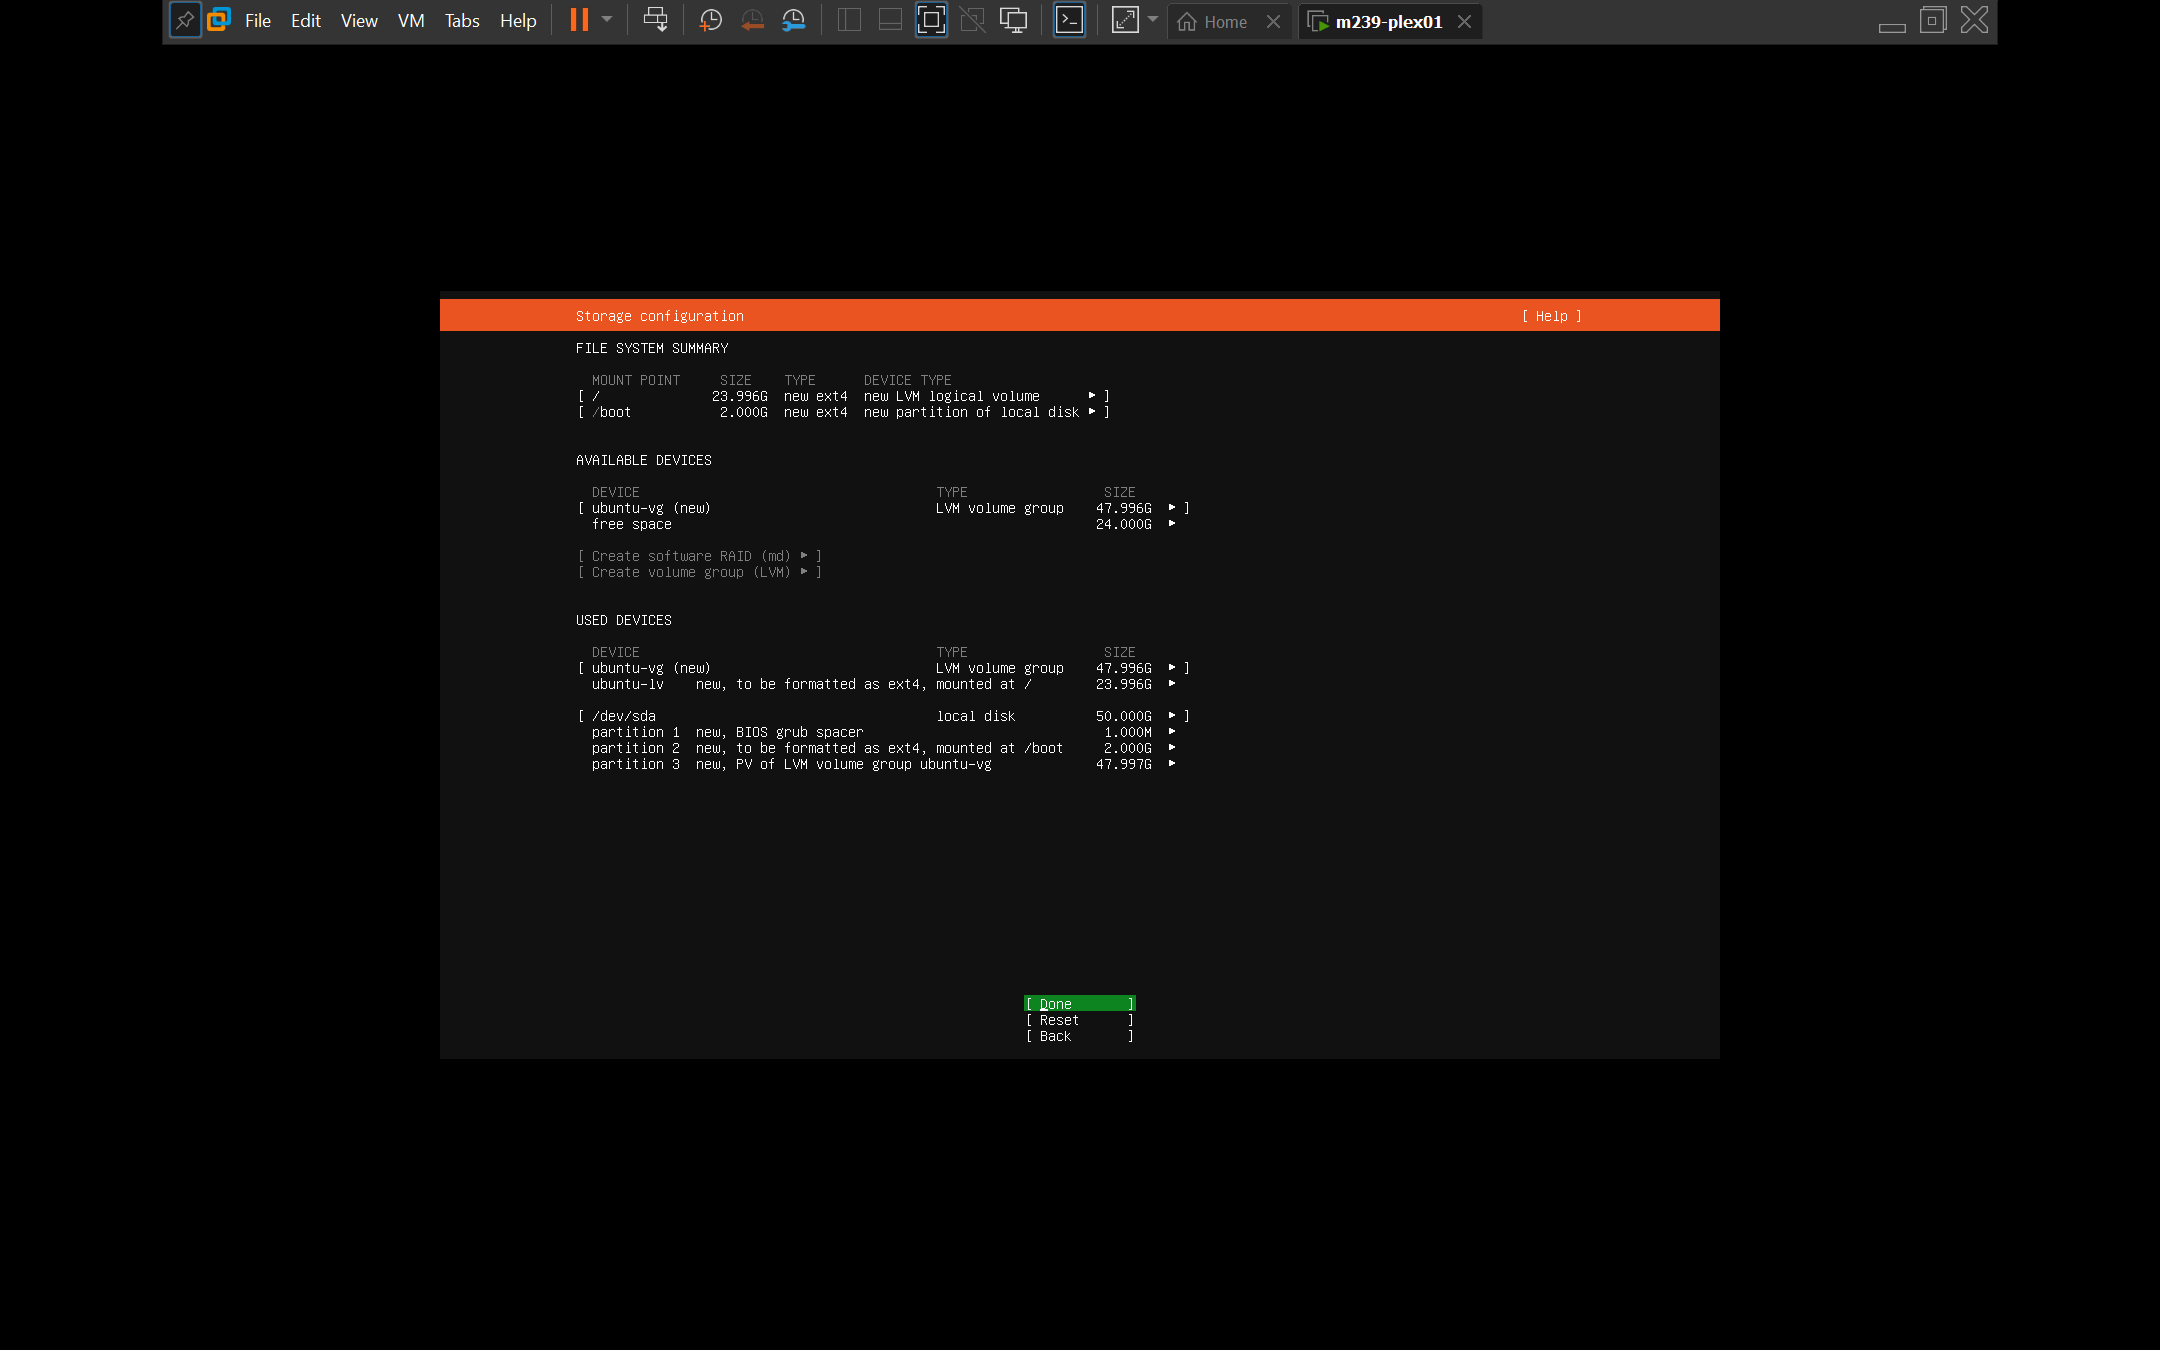 File Edit View VM Tabs Help Home m239-plex01
Storage configuration [ Help ]
FILE SYSTEM SUMMARY
MOUNT POINT SIZE TYPE DEVICE TYPE
[ / 23.996G new ext4 new LVM logical volume ▸ ]
[ /boot 2.000G new ext4 new partition of local disk ▸ ]
AVAILABLE DEVICES
DEVICE TYPE SIZE
[ ubuntu-vg (new) LVM volume group 47.996G ▸ ]
free space 24.000G ▸
[ Create software RAID (md) ▸ ]
[ Create volume group (LVM) ▸ ]
USED DEVICES
DEVICE TYPE SIZE
[ ubuntu-vg (new) LVM volume group 47.996G ▸ ]
ubuntu-lv new, to be formatted as ext4, mounted at / 23.996G ▸
[ /dev/sda local disk 50.000G ▸ ]
partition 1 new, BIOS grub spacer 1.000M ▸
partition 2 new, to be formatted as ext4, mounted at /boot 2.000G ▸
partition 3 new, PV of LVM volume group ubuntu-vg 47.997G ▸
[ Done ]
[ Reset ]
[ Back ]